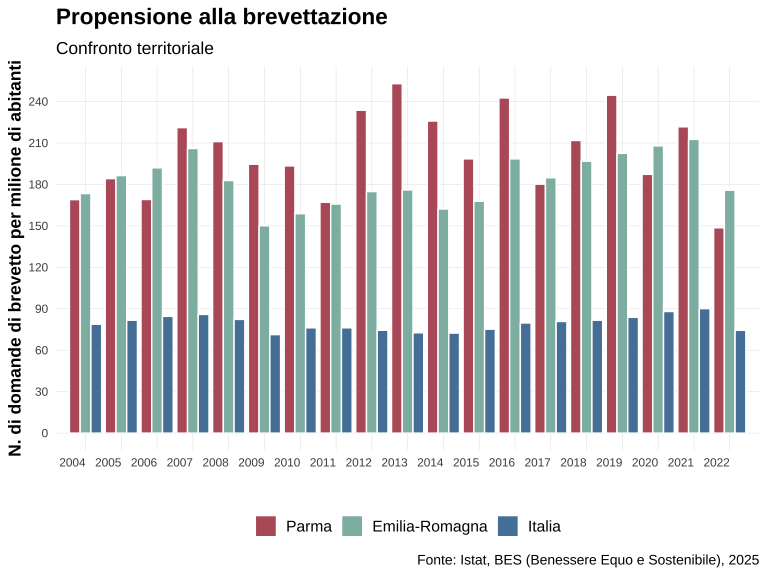 Propensione alla brevettazione
Confronto territoriale
N. di domande di brevetto per milione di abitanti
240
210
180
150
120
90
60
30
0
2004 2005 2006 2007 2008 2009 2010 2011 2012 2013 2014 2015 2016 2017 2018 2019 2020 2021 2022
Parma Emilia-Romagna Italia
Fonte: Istat, BES (Benessere Equo e Sostenibile), 2025